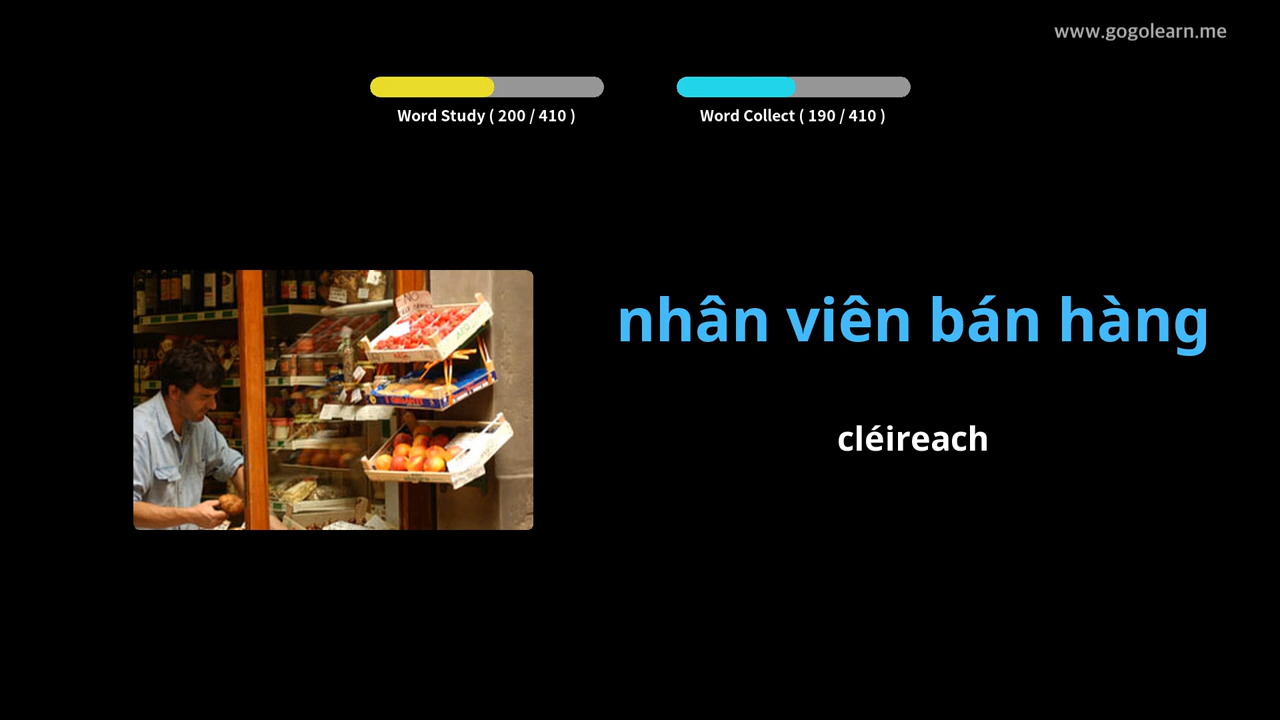 www.gogolearn.me
Word Study ( 200 / 410 )
Word Collect ( 190 / 410 )
nhân viên bán hàng
cléireach